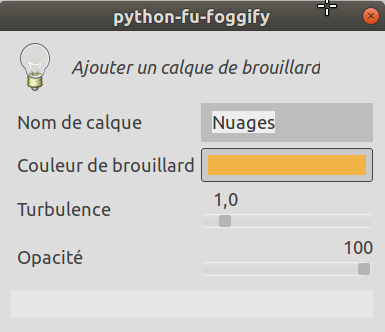 python-fu-foggify
Ajouter un calque de brouillard
Nom de calque Nuages
Couleur de brouillard
Turbulence 1,0
Opacité 100